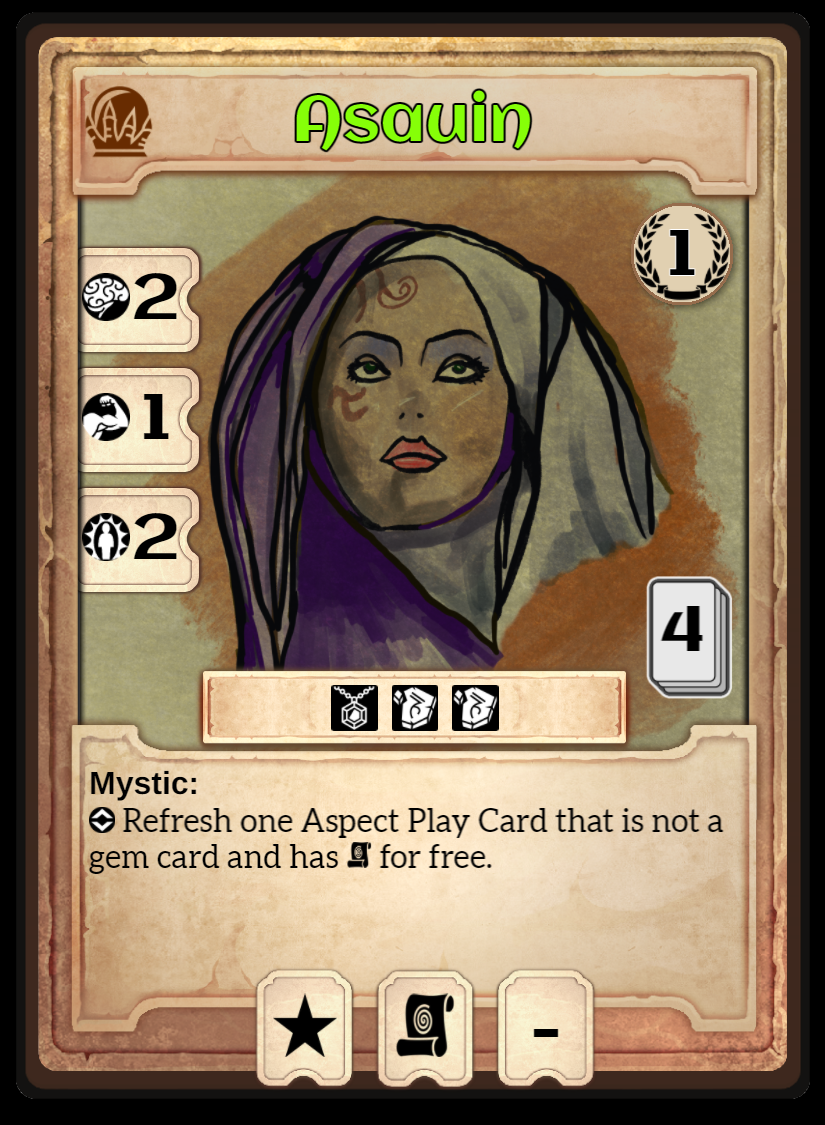 Asauin
1
2
1
2
4
Mystic:
Refresh one Aspect Play Card that is not a
gem card and has for free.
-